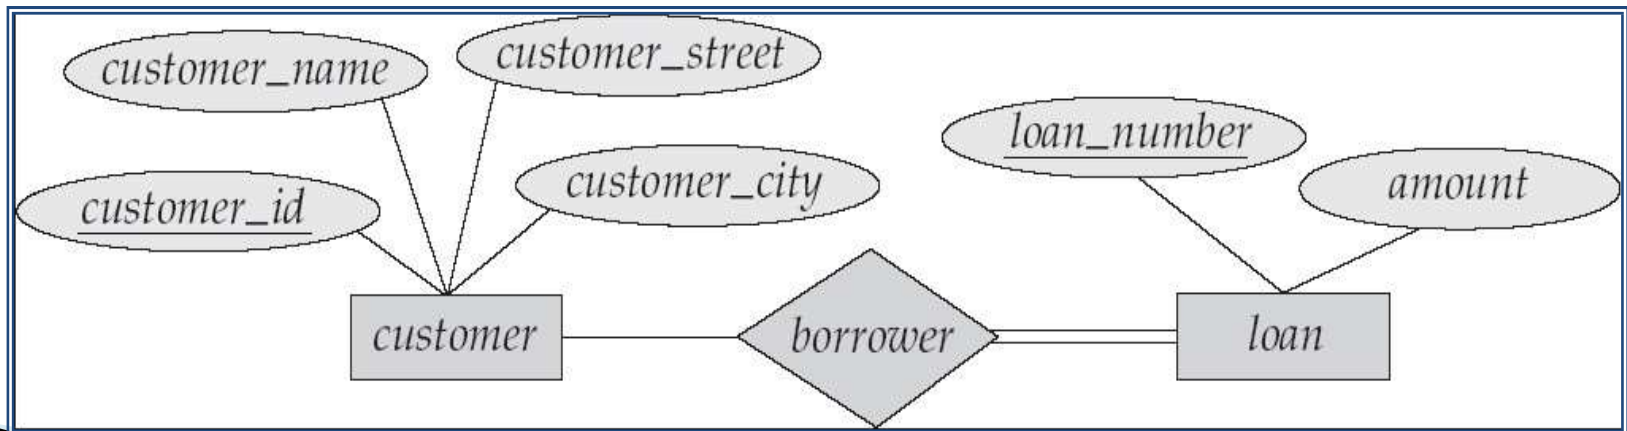 customer_name
customer_street
customer_id
customer_city
loan_number
amount
customer
borrower
loan